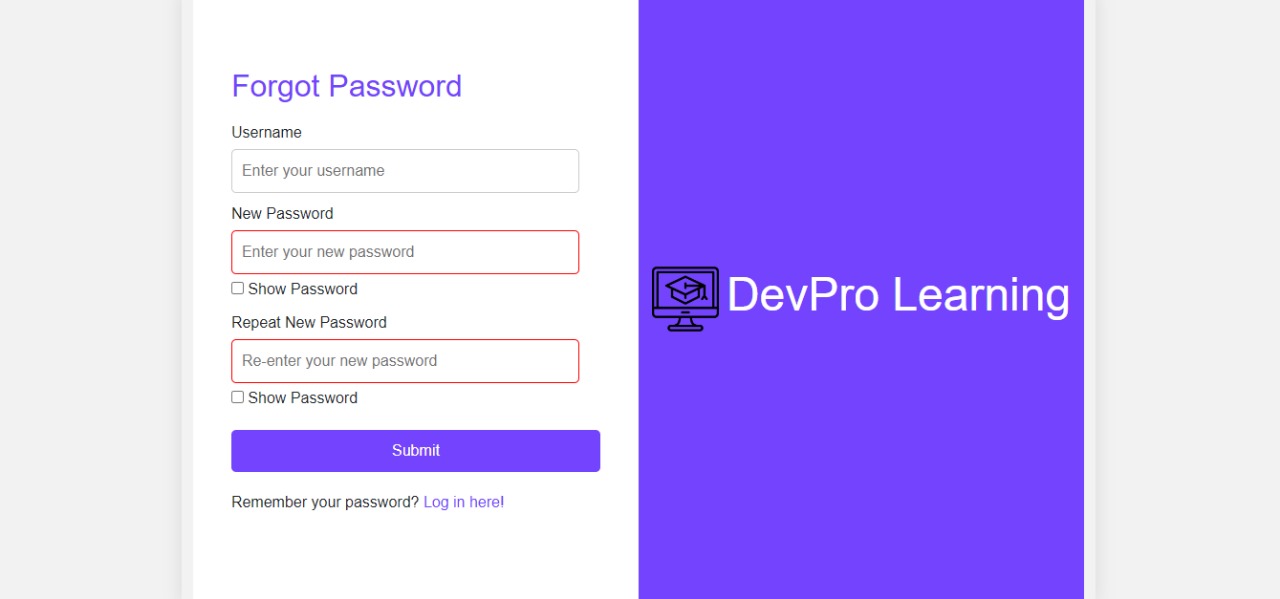 Forgot Password
Username
Enter your username
New Password
Enter your new password
Show Password
Repeat New Password
Re-enter your new password
Show Password
Submit
Remember your password? Log in here!
DevPro Learning